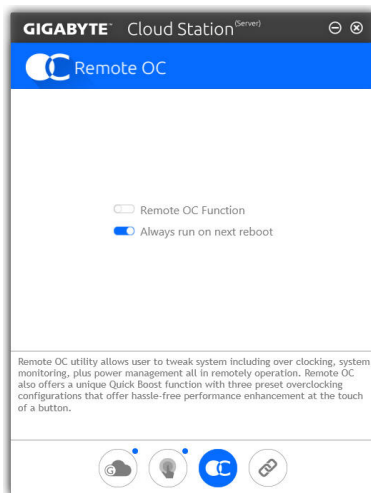 GIGABYTE™ Cloud Station (Server)
Remote OC
Remote OC Function
Always run on next reboot
Remote OC utility allows user to tweak system including over clocking, system
monitoring, plus power management all in remotely operation. Remote OC
also offers a unique Quick Boost function with three preset overclocking
configurations that offer hassle-free performance enhancement at the touch
of a button.
G